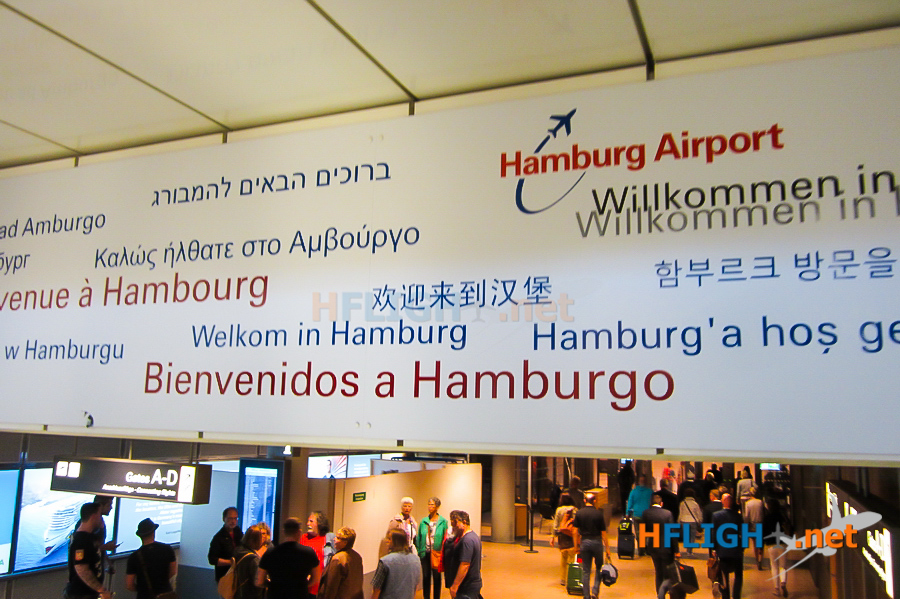 Hamburg Airport
ברוכים הבאים להמבורג
Willkommen in
Willkommen in
ad Amburgo
Καλώς ήλθατε στο Αμβούργο
бург
함부르크 방문을
venue à Hambourg
欢迎来到汉堡
HFLIGHT.net
Welkom in Hamburg
Hamburg'a hoş ge
w Hamburgu
Bienvenidos a Hamburgo
Gates A-D
HFLIGHT.net